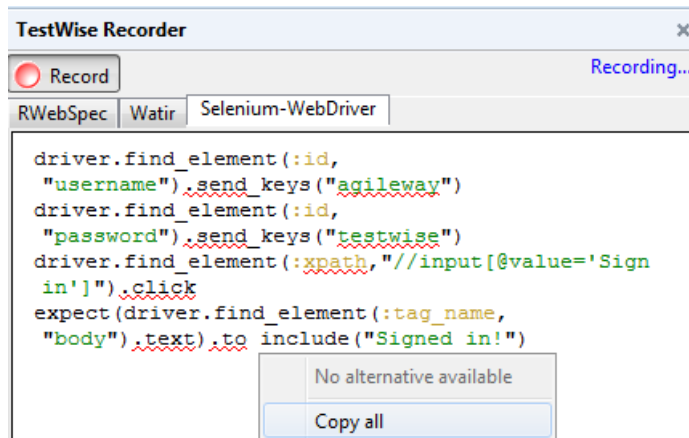 TestWise Recorder
Record
Recording...
RWebSpec Watir Selenium-WebDriver
driver.find_element(:id,
"username").send_keys("agileway")
driver.find_element(:id,
"password").send_keys("testwise")
driver.find_element(:xpath,"//input[@value='Sign
in']").click
expect(driver.find_element(:tag_name,
"body").text).to include("Signed in!")
No alternative available
Copy all